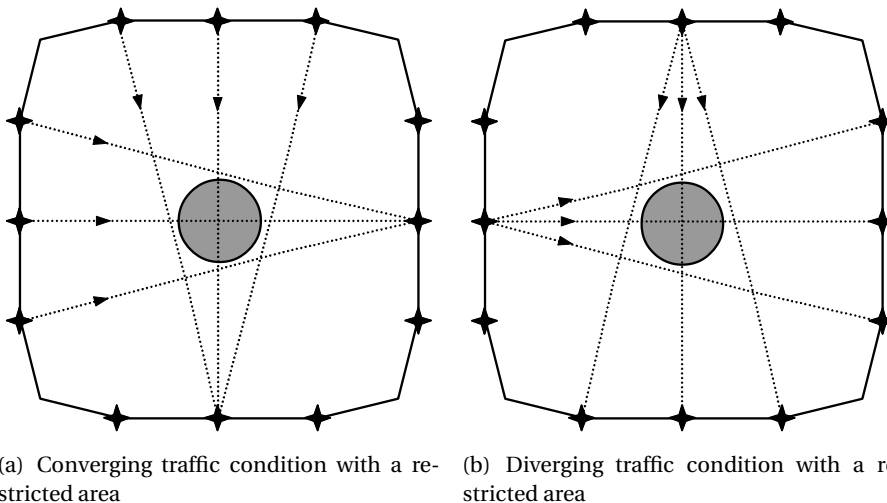 (a) Converging traffic condition with a re-
stricted area
(b) Diverging traffic condition with a re
stricted area